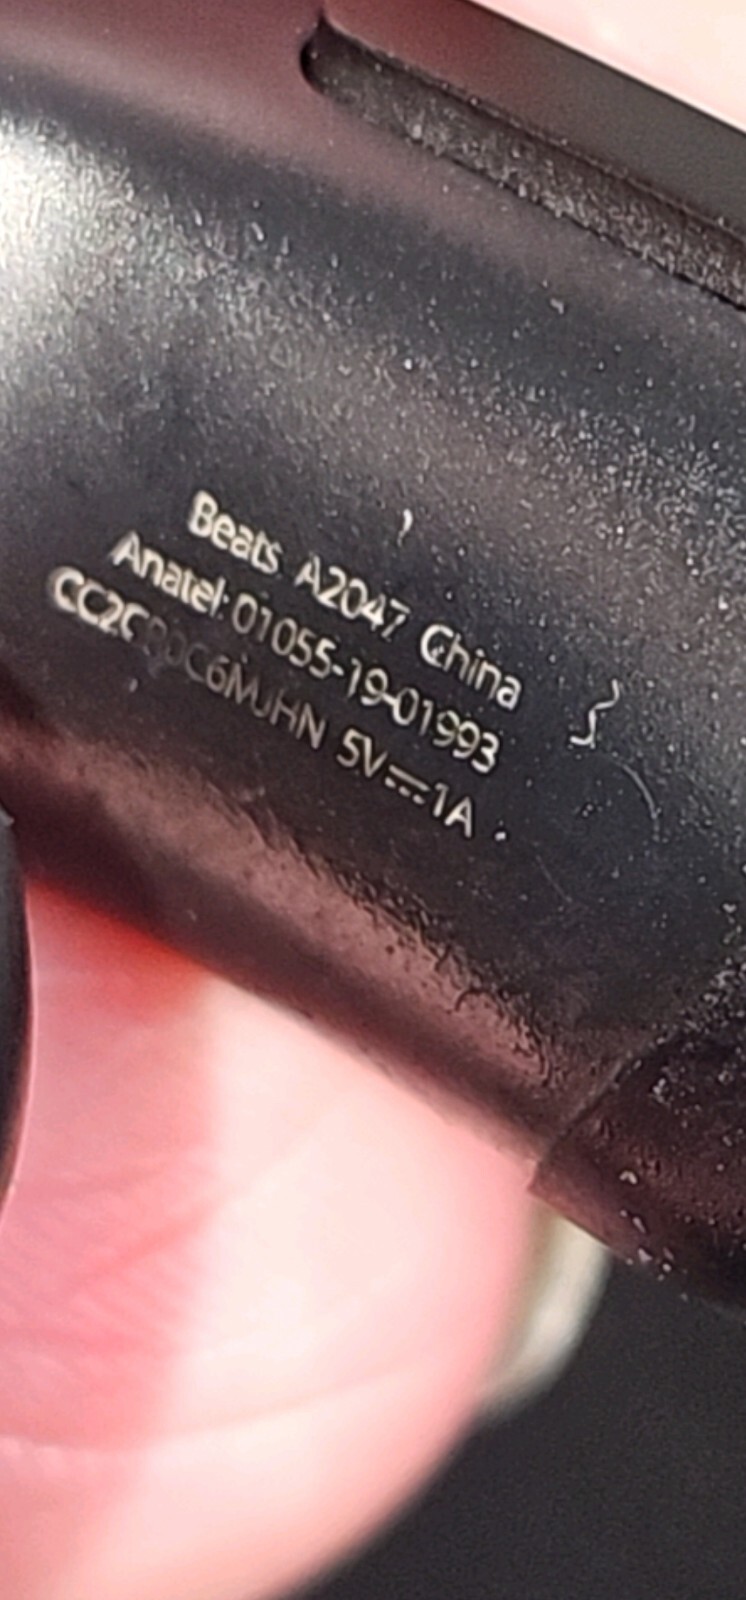 Beats A2047 China
Anatel: 01055-19-01993
5V⎓1A